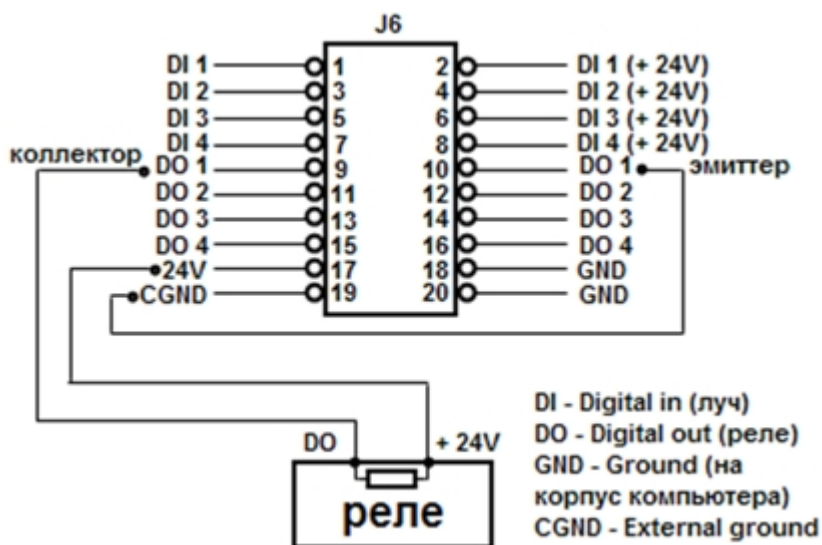 J6
DI 1 1 2 DI 1 (+ 24V)
DI 2 3 4 DI 2 (+ 24V)
DI 3 5 6 DI 3 (+ 24V)
DI 4 7 8 DI 4 (+ 24V)
коллектор DO 1 9 10 DO 1 эмиттер
DO 2 11 12 DO 2
DO 3 13 14 DO 3
DO 4 15 16 DO 4
24V 17 18 GND
CGND 19 20 GND
DO + 24V
реле
DI - Digital in (луч)
DO - Digital out (реле)
GND - Ground (на
корпус компьютера)
CGND - External ground